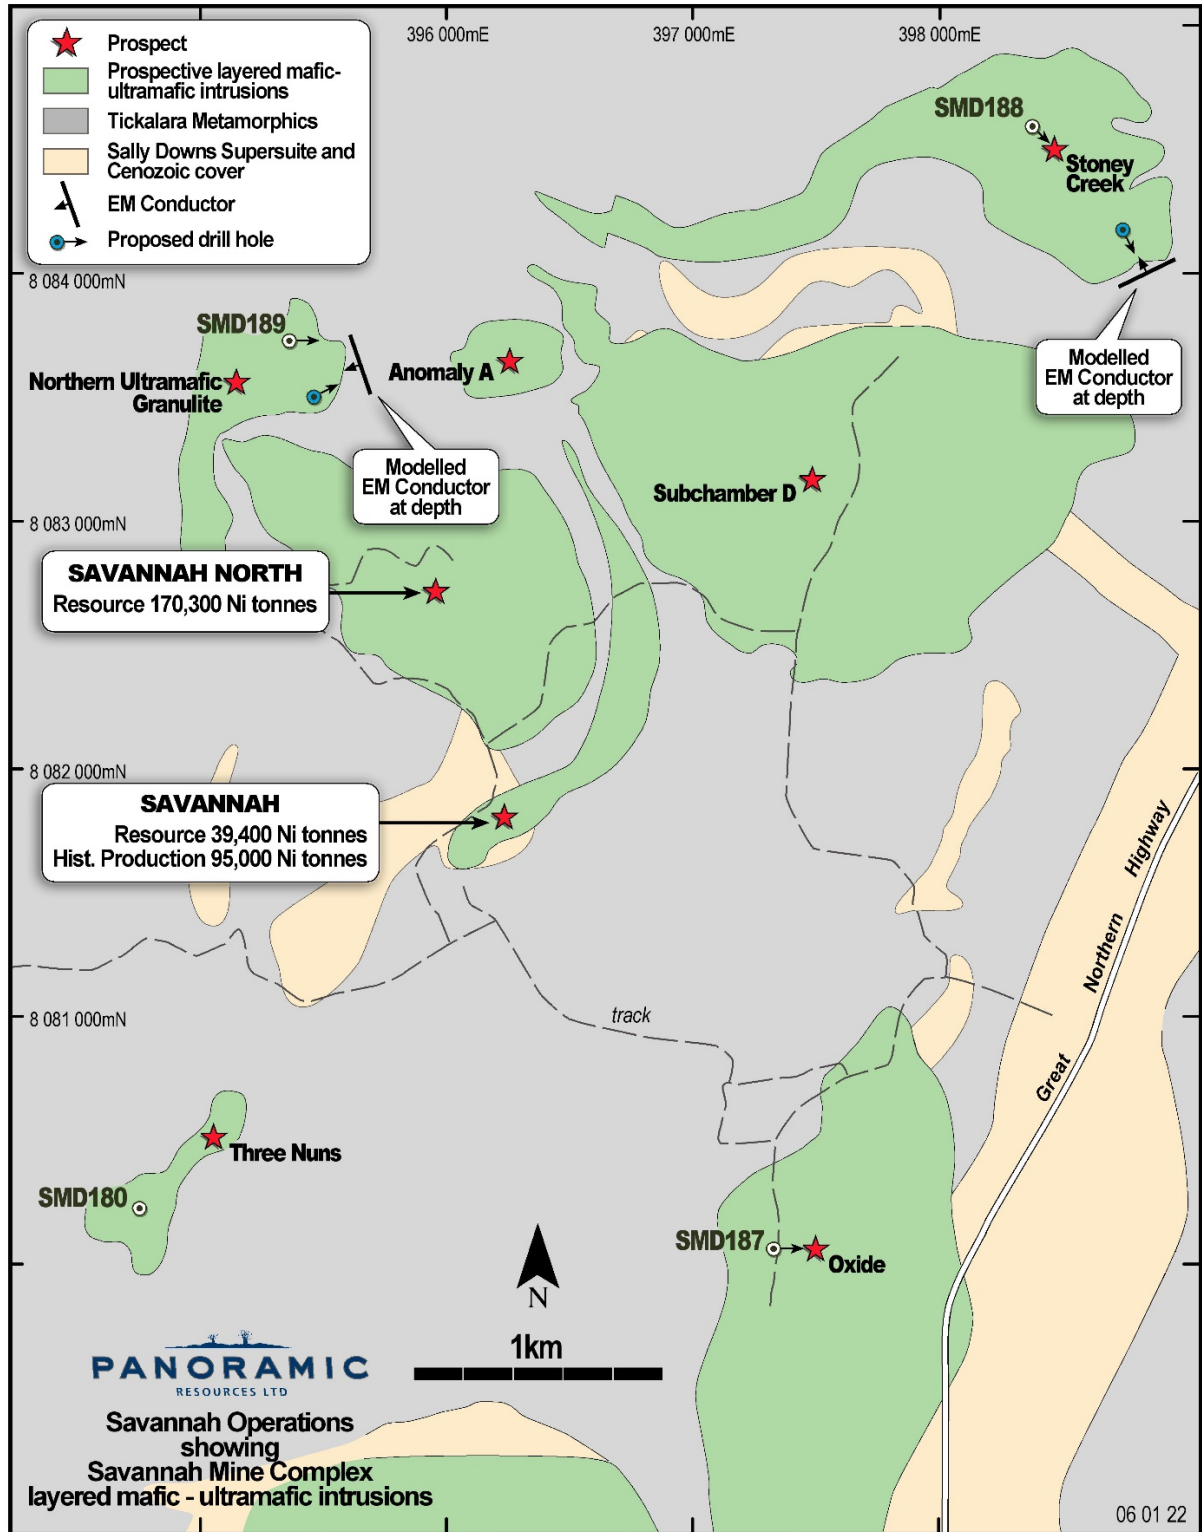 396 000mE
397 000mE
398 000mE
Prospect
Prospective layered mafic-
ultramafic intrusions
Tickalara Metamorphics
Sally Downs Supersuite and
Cenozoic cover
EM Conductor
Proposed drill hole
SMD188
Stoney
Creek
8 084 000mN
SMD189
Northern Ultramafic
Granulite
Anomaly A
Modelled
EM Conductor
at depth
Modelled
EM Conductor
at depth
Subchamber D
8 083 000mN
SAVANNAH NORTH
Resource 170,300 Ni tonnes
8 082 000mN
SAVANNAH
Resource 39,400 Ni tonnes
Hist. Production 95,000 Ni tonnes
Great Northern Highway
8 081 000mN
track
Three Nuns
SMD180
SMD187
Oxide
N
1km
PANORAMIC
RESOURCES LTD
Savannah Operations
showing
Savannah Mine Complex
layered mafic - ultramafic intrusions
06 01 22